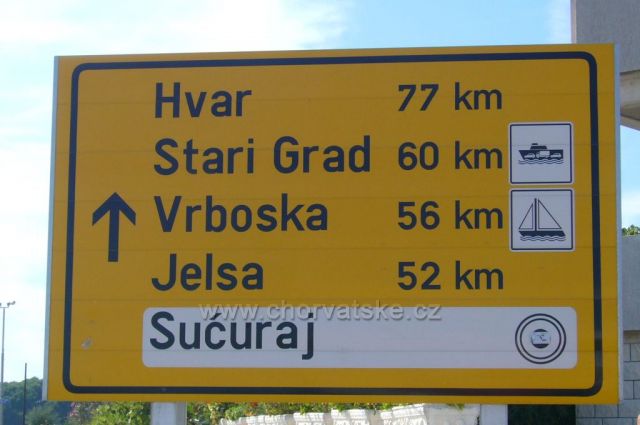 Hvar 77 km
Stari Grad 60 km
Vrboska 56 km
Jelsa 52 km
www.chorvatske.cz
Sućuraj